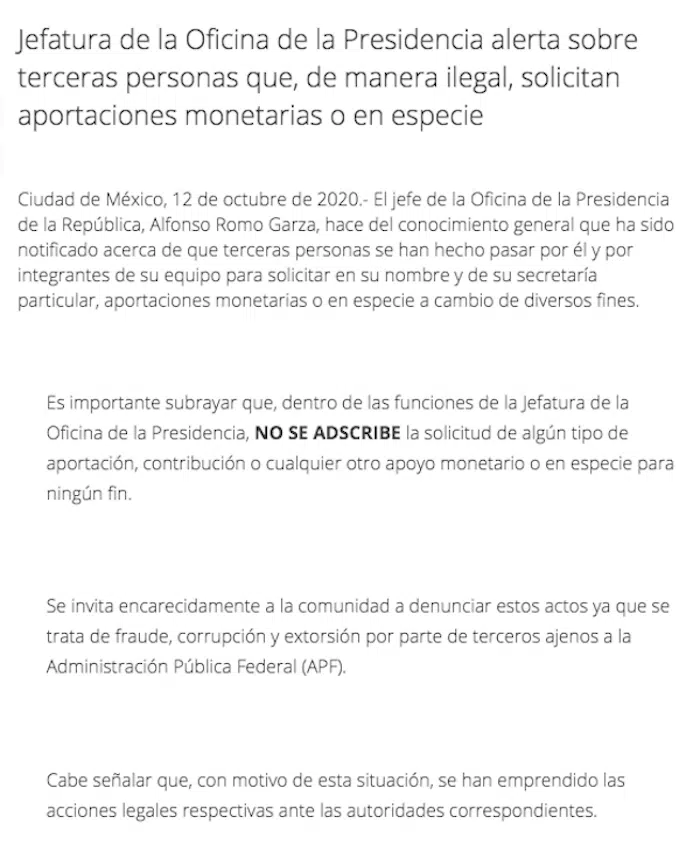 Jefatura de la Oficina de la Presidencia alerta sobre
terceras personas que, de manera ilegal, solicitan
aportaciones monetarias o en especie
Ciudad de México, 12 de octubre de 2020.- El jefe de la Oficina de la Presidencia
de la República, Alfonso Romo Garza, hace del conocimiento general que ha sido
notificado acerca de que terceras personas se han hecho pasar por él y por
integrantes de su equipo para solicitar en su nombre y de su secretaría
particular, aportaciones monetarias o en especie a cambio de diversos fines.
Es importante subrayar que, dentro de las funciones de la Jefatura de la
Oficina de la Presidencia, NO SE ADSCRIBE la solicitud de algún tipo de
aportación, contribución o cualquier otro apoyo monetario o en especie para
ningún fin.
Se invita encarecidamente a la comunidad a denunciar estos actos ya que se
trata de fraude, corrupción y extorsión por parte de terceros ajenos a la
Administración Pública Federal (APF).
Cabe señalar que, con motivo de esta situación, se han emprendido las
acciones legales respectivas ante las autoridades correspondientes.